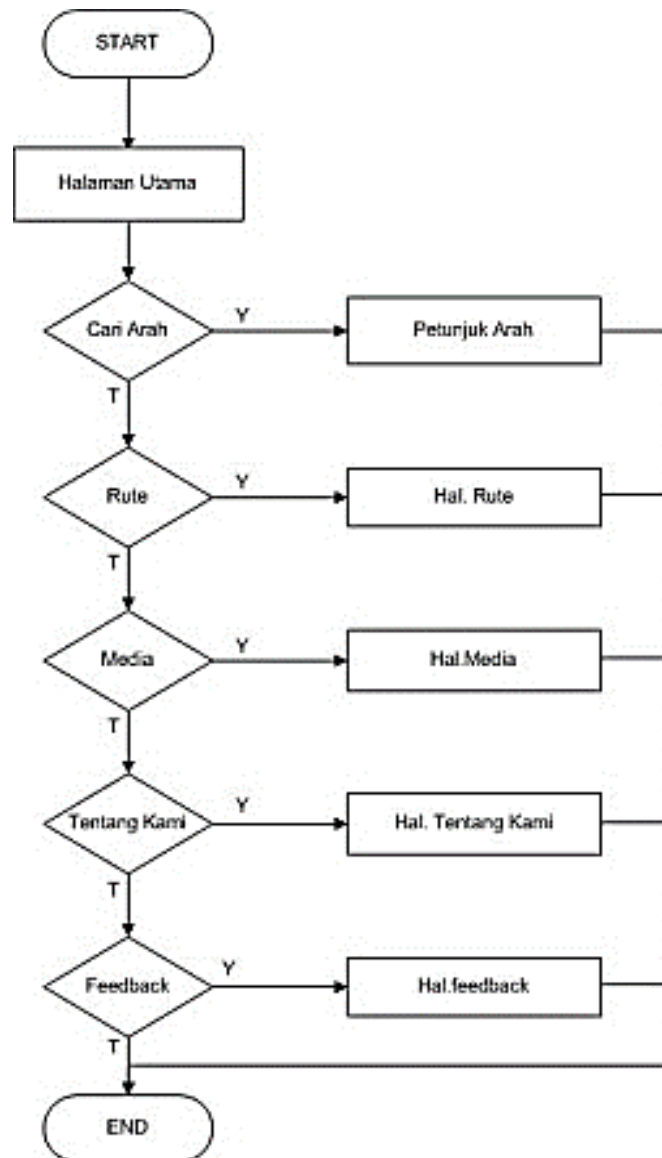 START
Halaman Utama
Cari Arah
Y
Petunjuk Arah
T
Rute
Y
Hal. Rute
T
Media
Y
Hal.Media
T
Tentang Kami
Y
Hal. Tentang Kami
T
Feedback
Y
Hal.feedback
T
END